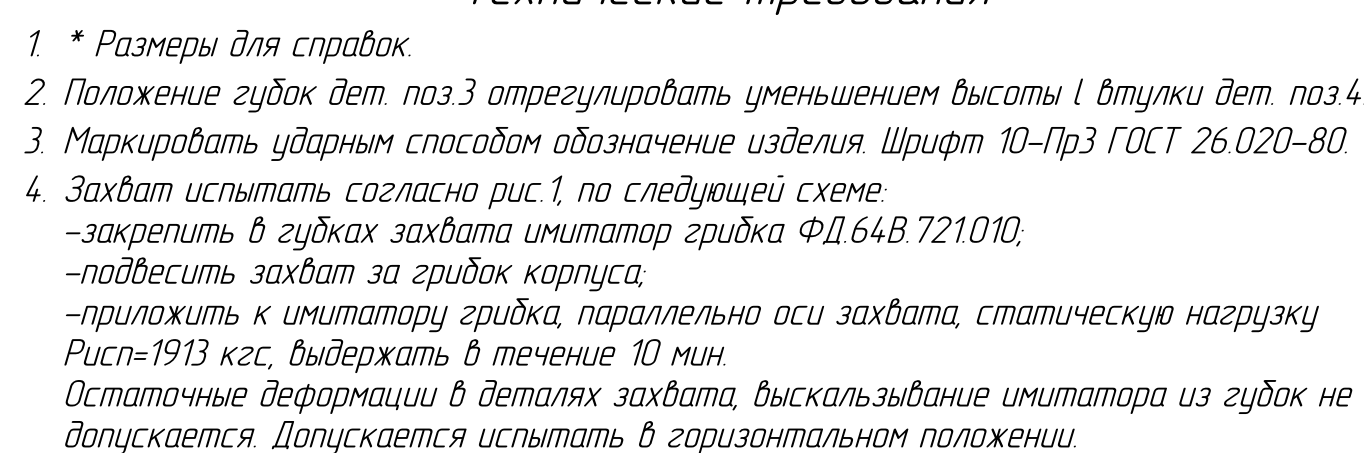 Технические требования
1. * Размеры для справок.
2. Положение губок дет. поз.3 отрегулировать уменьшением высоты l втулки дет. поз.4.
3. Маркировать ударным способом обозначение изделия. Шрифт 10-Пр3 ГОСТ 26.020-80.
4. Захват испытать согласно рис.1, по следующей схеме:
-закрепить в губках захвата имитатор грибка ФД.64В.721.010;
-подвесить захват за грибок корпуса;
-приложить к имитатору грибка, параллельно оси захвата, статическую нагрузку
Рисп=1913 кгс, выдержать в течение 10 мин.
Остаточные деформации в деталях захвата, выскальзывание имитатора из губок не
допускается. Допускается испытать в горизонтальном положении.